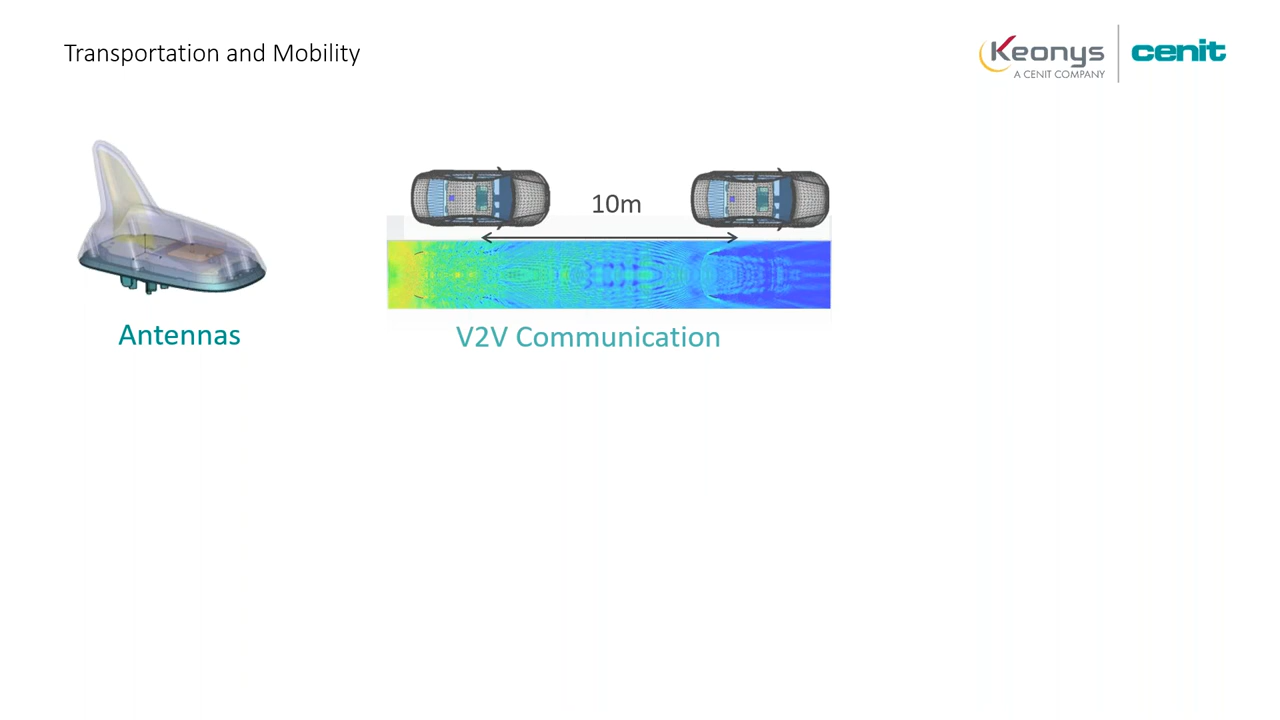 Transportation and Mobility
Keonys
A CENIT COMPANY
cenit
10m
Antennas
V2V Communication